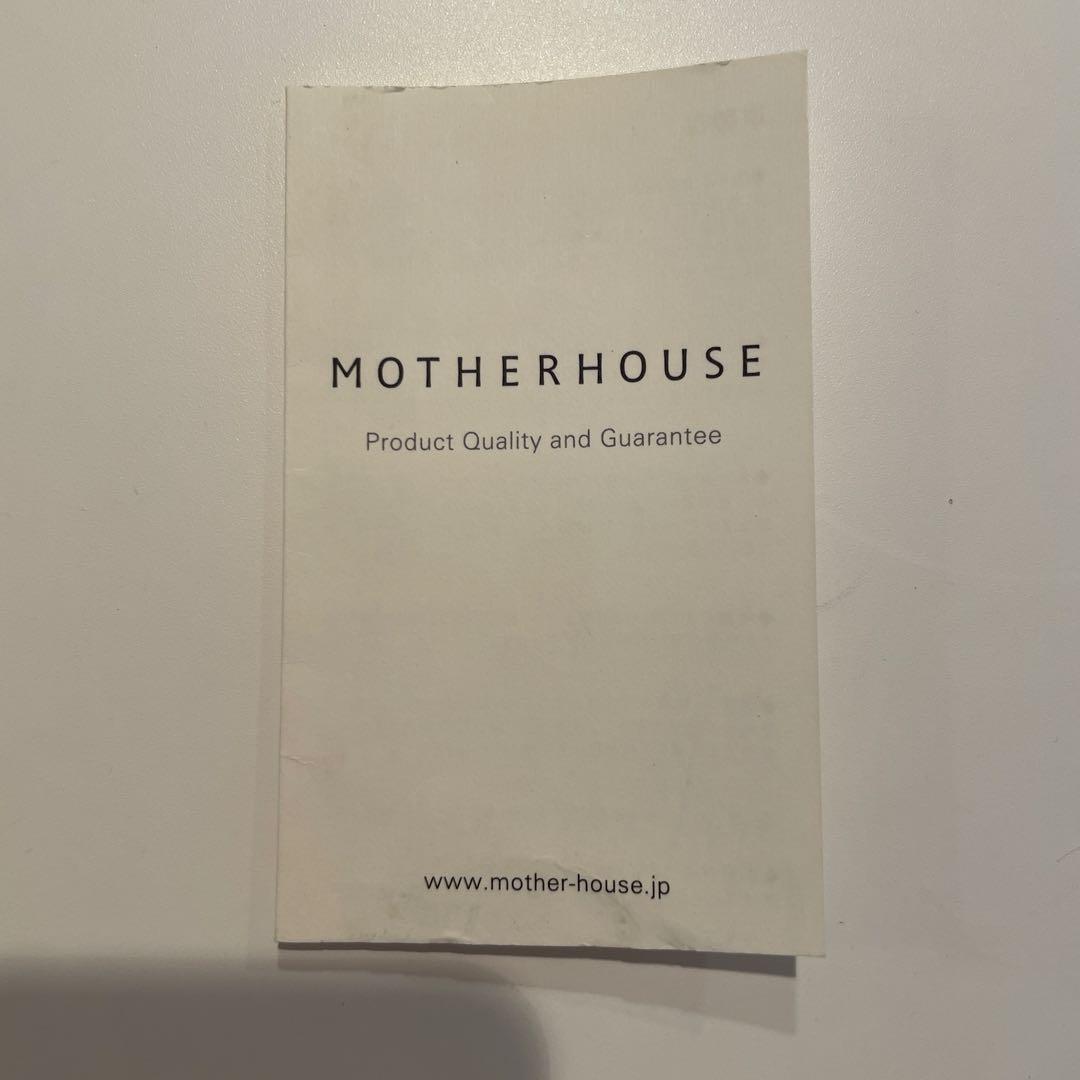 MOTHERHOUSE
Product Quality and Guarantee
www.mother-house.jp